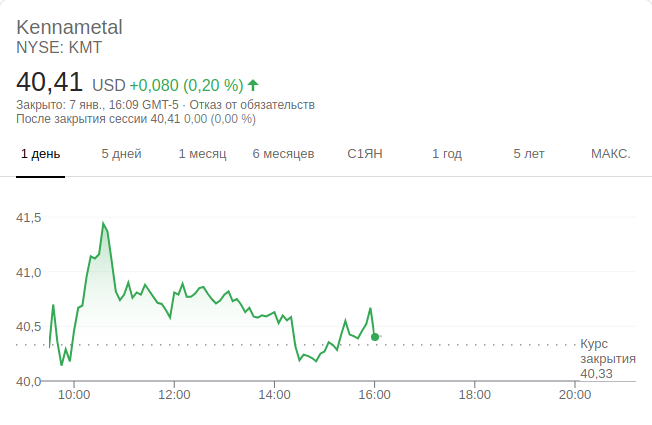 Kennametal
NYSE: KMT
40,41 USD +0,080 (0,20 %)
Закрыто: 7 янв., 16:09 GMT-5 · Отказ от обязательств
После закрытия сессии 40,41 0,00 (0,00 %)
1 день 5 дней 1 месяц 6 месяцев С1ЯН 1 год 5 лет МАКС.
41,5
41,0
40,5
Курс
закрытия
40,33
40,0
10:00 12:00 14:00 16:00 18:00 20:00